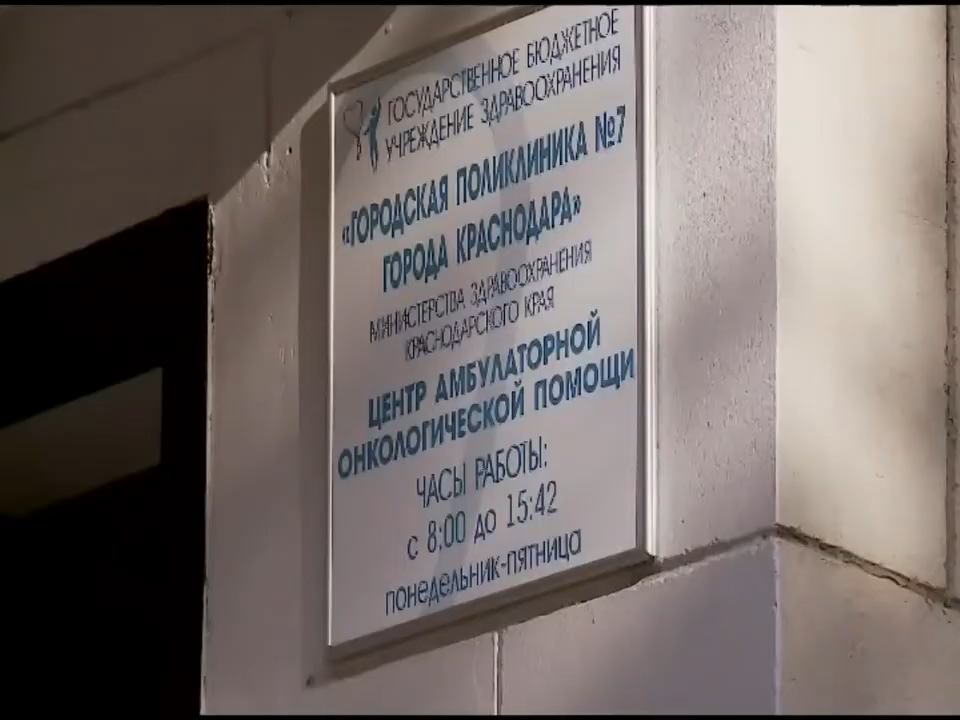 ГОСУДАРСТВЕННОЕ БЮДЖЕТНОЕ
УЧРЕЖДЕНИЕ ЗДРАВООХРАНЕНИЯ
«ГОРОДСКАЯ ПОЛИКЛИНИКА №7
ГОРОДА КРАСНОДАРА»
МИНИСТЕРСТВА ЗДРАВООХРАНЕНИЯ
КРАСНОДАРСКОГО КРАЯ
ЦЕНТР АМБУЛАТОРНОЙ
ОНКОЛОГИЧЕСКОЙ ПОМОЩИ
ЧАСЫ РАБОТЫ:
с 8:00 до 15:42
понедельник-пятница